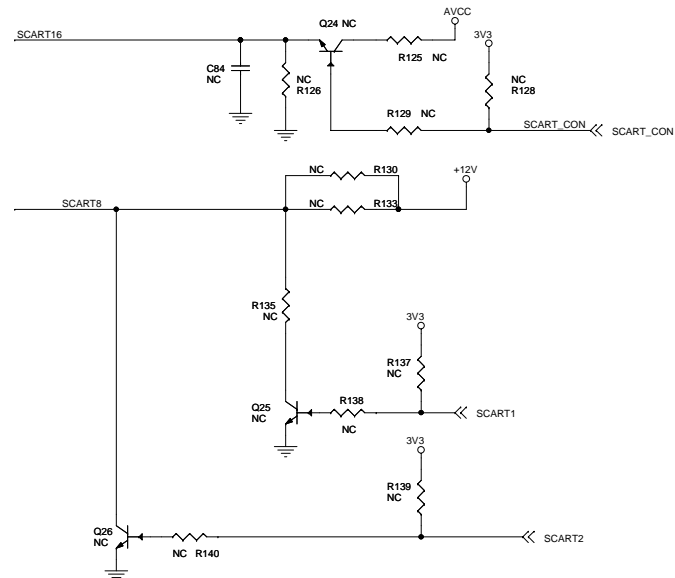 SCART16
Q24 NC
AVCC
3V3
R125 NC
C84
NC
NC
R126
NC
R128
R129 NC
SCART_CON
SCART_CON
NC R130
+12V
SCART8
NC R133
R135
NC
3V3
R137
NC
Q25
NC
R138
NC
SCART1
3V3
R139
NC
Q26
NC
NC R140
SCART2